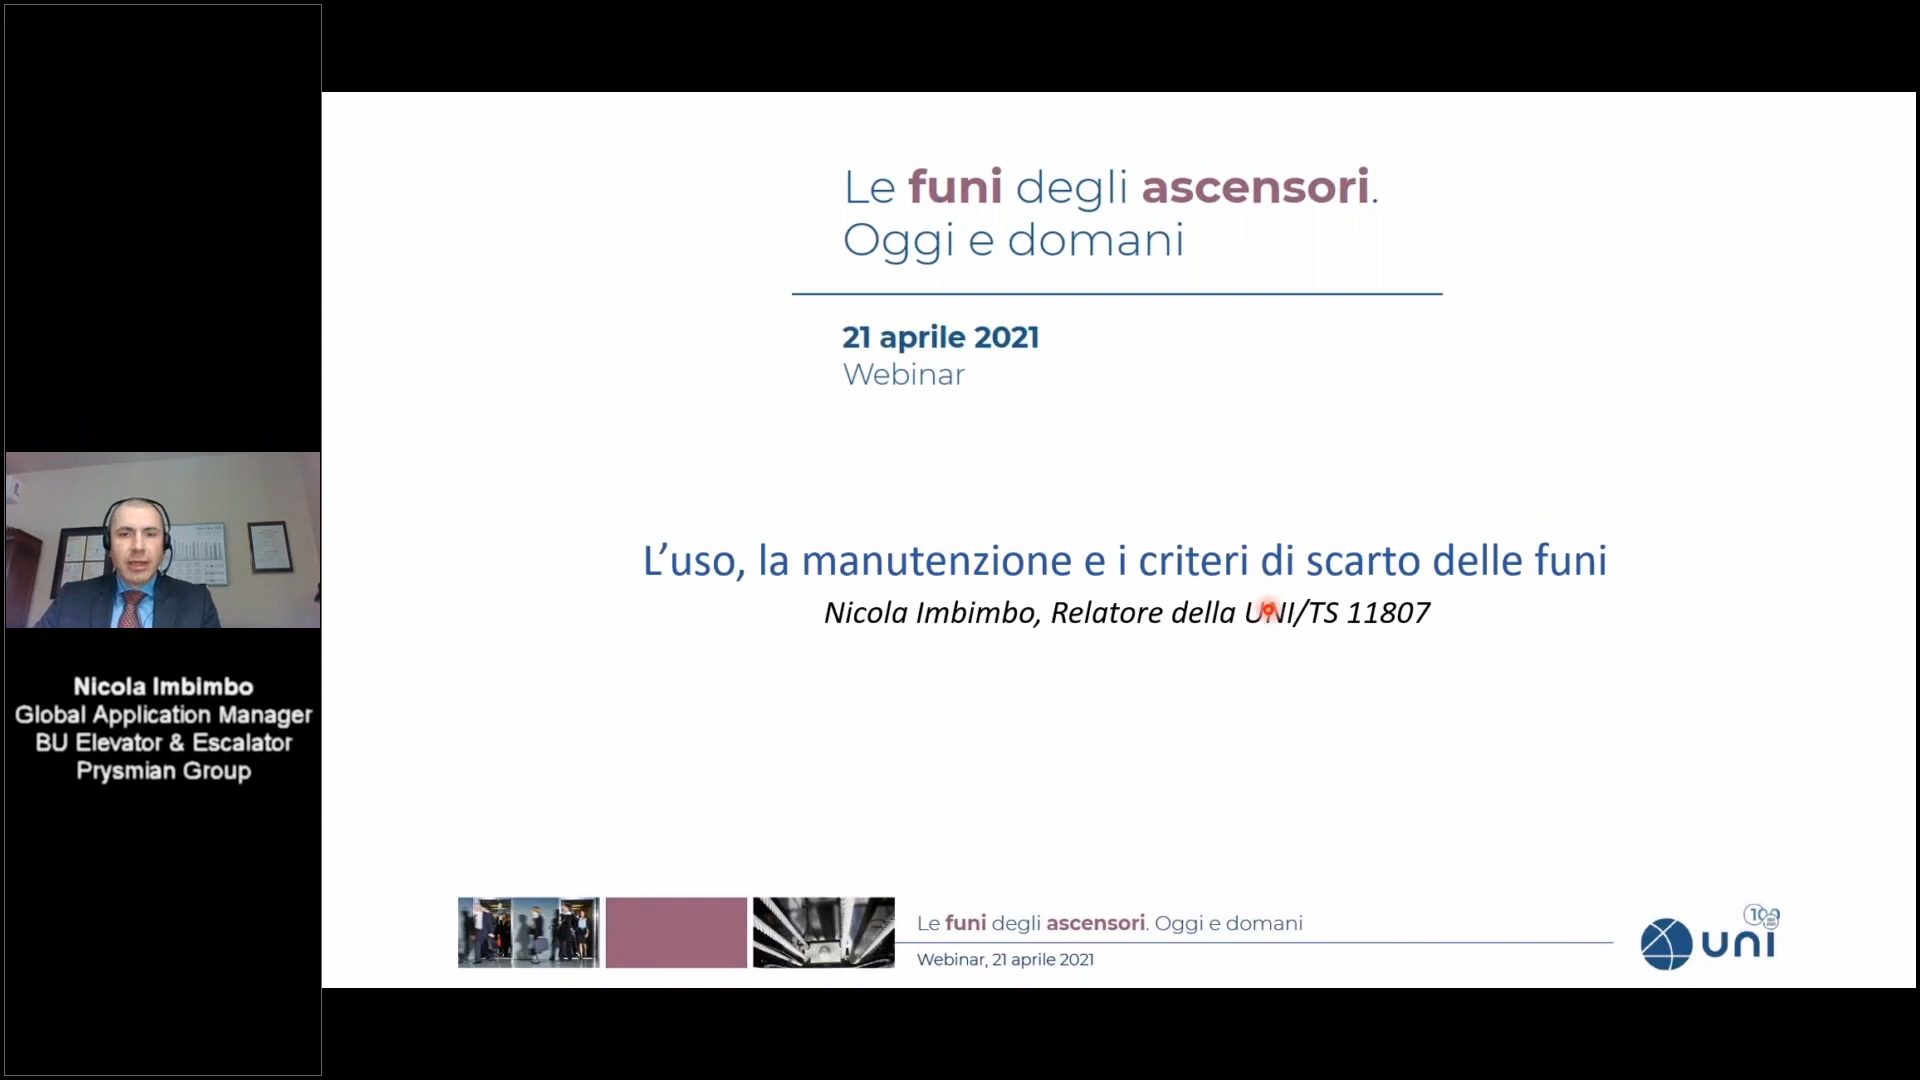 Le funi degli ascensori.
Oggi e domani
21 aprile 2021
Webinar
L'uso, la manutenzione e i criteri di scarto delle funi
Nicola Imbimbo, Relatore della UNI/TS 11807
Nicola Imbimbo
Global Application Manager
BU Elevator & Escalator
Prysmian Group
Le funi degli ascensori. Oggi e domani
Webinar, 21 aprile 2021
uni